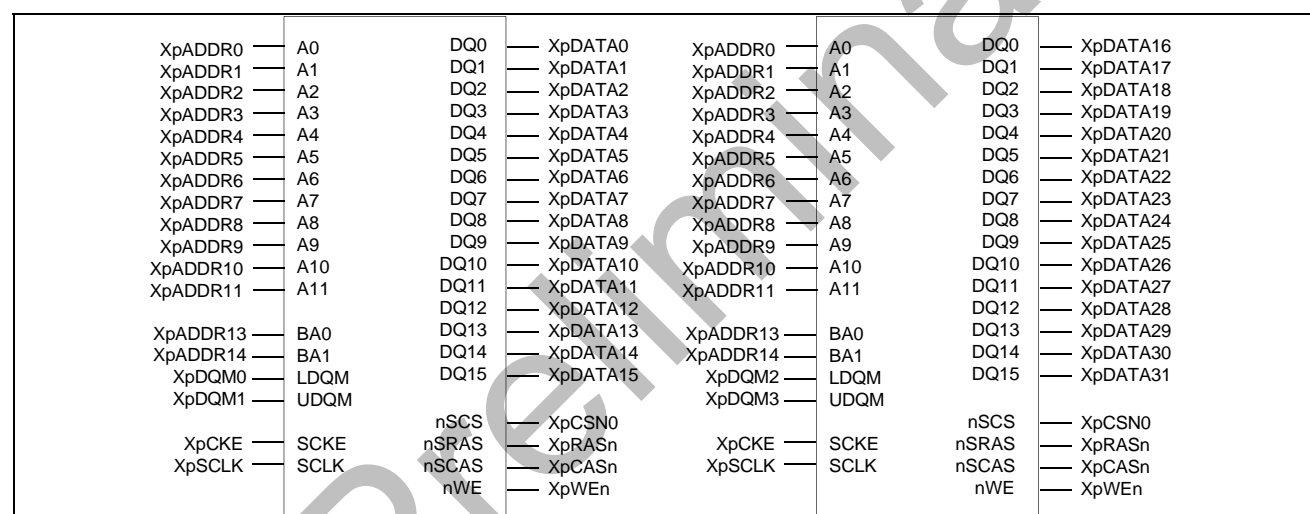 XpADDR0 A0 DQ0 XpDATA0 XpADDR0 A0 DQ0 XpDATA16
XpADDR1 A1 DQ1 XpDATA1 XpADDR1 A1 DQ1 XpDATA17
XpADDR2 A2 DQ2 XpDATA2 XpADDR2 A2 DQ2 XpDATA18
XpADDR3 A3 DQ3 XpDATA3 XpADDR3 A3 DQ3 XpDATA19
XpADDR4 A4 DQ4 XpDATA4 XpADDR4 A4 DQ4 XpDATA20
XpADDR5 A5 DQ5 XpDATA5 XpADDR5 A5 DQ5 XpDATA21
XpADDR6 A6 DQ6 XpDATA6 XpADDR6 A6 DQ6 XpDATA22
XpADDR7 A7 DQ7 XpDATA7 XpADDR7 A7 DQ7 XpDATA23
XpADDR8 A8 DQ8 XpDATA8 XpADDR8 A8 DQ8 XpDATA24
XpADDR9 A9 DQ9 XpDATA9 XpADDR9 A9 DQ9 XpDATA25
XpADDR10 A10 DQ10 XpDATA10 XpADDR10 A10 DQ10 XpDATA26
XpADDR11 A11 DQ11 XpDATA11 XpADDR11 A11 DQ11 XpDATA27
DQ12 XpDATA12 DQ12 XpDATA28
XpADDR13 BA0 DQ13 XpDATA13 XpADDR13 BA0 DQ13 XpDATA29
XpADDR14 BA1 DQ14 XpDATA14 XpADDR14 BA1 DQ14 XpDATA30
XpDQM0 LDQM DQ15 XpDATA15 XpDQM2 LDQM DQ15 XpDATA31
XpDQM1 UDQM XpDQM3 UDQM
nSCS XpCSN0 nSCS XpCSN0
XpCKE SCKE nSRAS XpRASn XpCKE SCKE nSRAS XpRASn
XpSCLK SCLK nSCAS XpCASn XpSCLK SCLK nSCAS XpCASn
nWE XpWEn nWE XpWEn
Prelimina